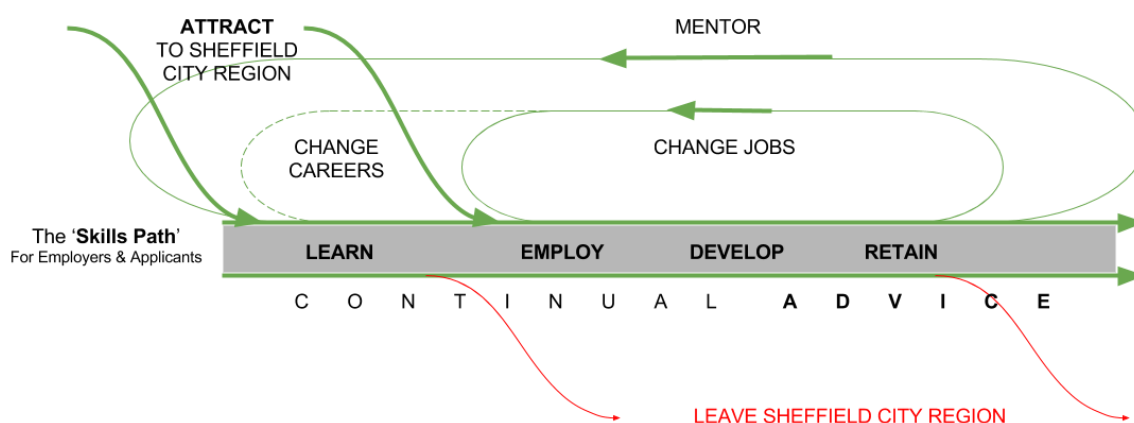 ATTRACT
TO SHEFFIELD
CITY REGION
MENTOR
CHANGE
CAREERS
CHANGE JOBS
The ‘Skills Path’
For Employers & Applicants
LEARN EMPLOY DEVELOP RETAIN
C O N T I N U A L A D V I C E
LEAVE SHEFFIELD CITY REGION